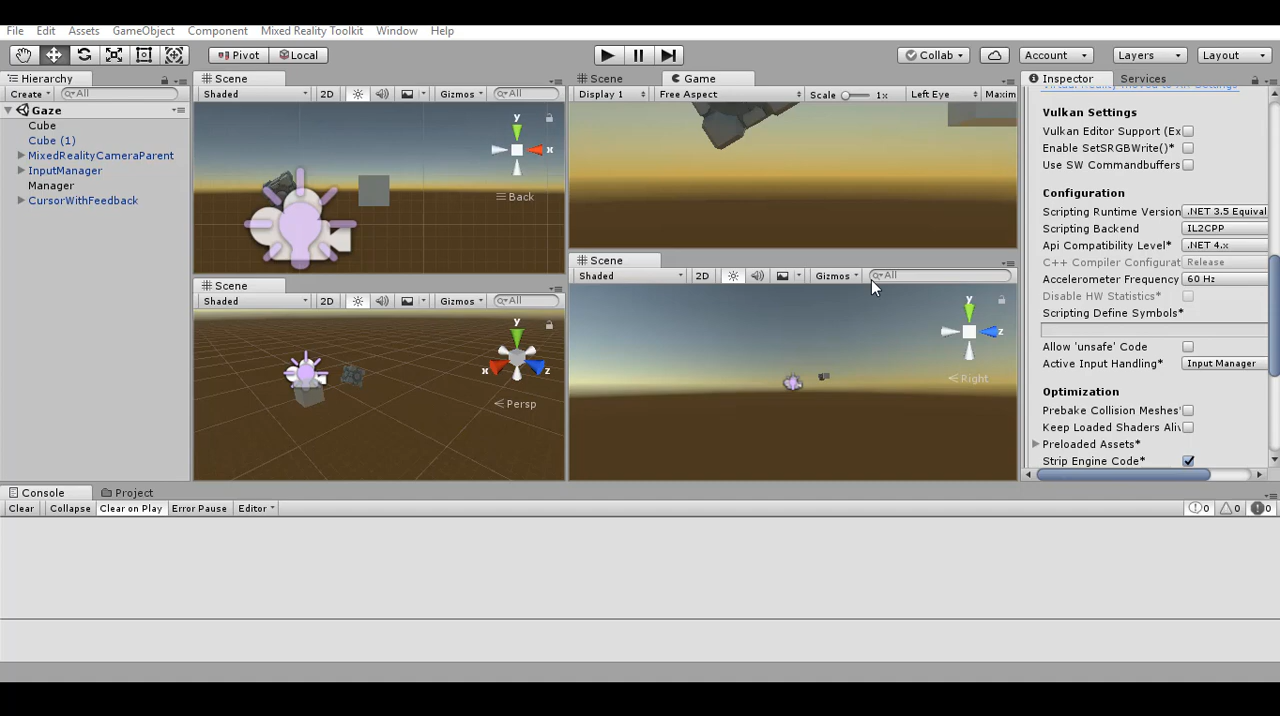 File Edit Assets GameObject Component Mixed Reality Toolkit Window Help
Pivot Local Collab Account Layers Layout
Hierarchy
Create All
Gaze
Cube
Cube (1)
MixedRealityCameraParent
InputManager
Manager
CursorWithFeedback
Scene
Shaded 2D Gizmos All
y
x
Back
Scene
Shaded 2D Gizmos All
y
x z
Persp
Scene Game
Display 1 Free Aspect Scale 1x Left Eye Maxim
Scene
Shaded 2D Gizmos All
y
z
Right
Inspector Services
Vulkan Settings
Vulkan Editor Support (Ex
Enable SetSRGBWrite()*
Use SW Commandbuffers
Configuration
Scripting Runtime Version .NET 3.5 Equival
Scripting Backend IL2CPP
Api Compatibility Level* .NET 4.x
C++ Compiler Configurat Release
Accelerometer Frequency 60 Hz
Disable HW Statistics*
Scripting Define Symbols*
Allow 'unsafe' Code
Active Input Handling* Input Manager
Optimization
Prebake Collision Meshes*
Keep Loaded Shaders Aliv
Preloaded Assets*
Strip Engine Code*
Console Project
Clear Collapse Clear on Play Error Pause Editor 0 0 0